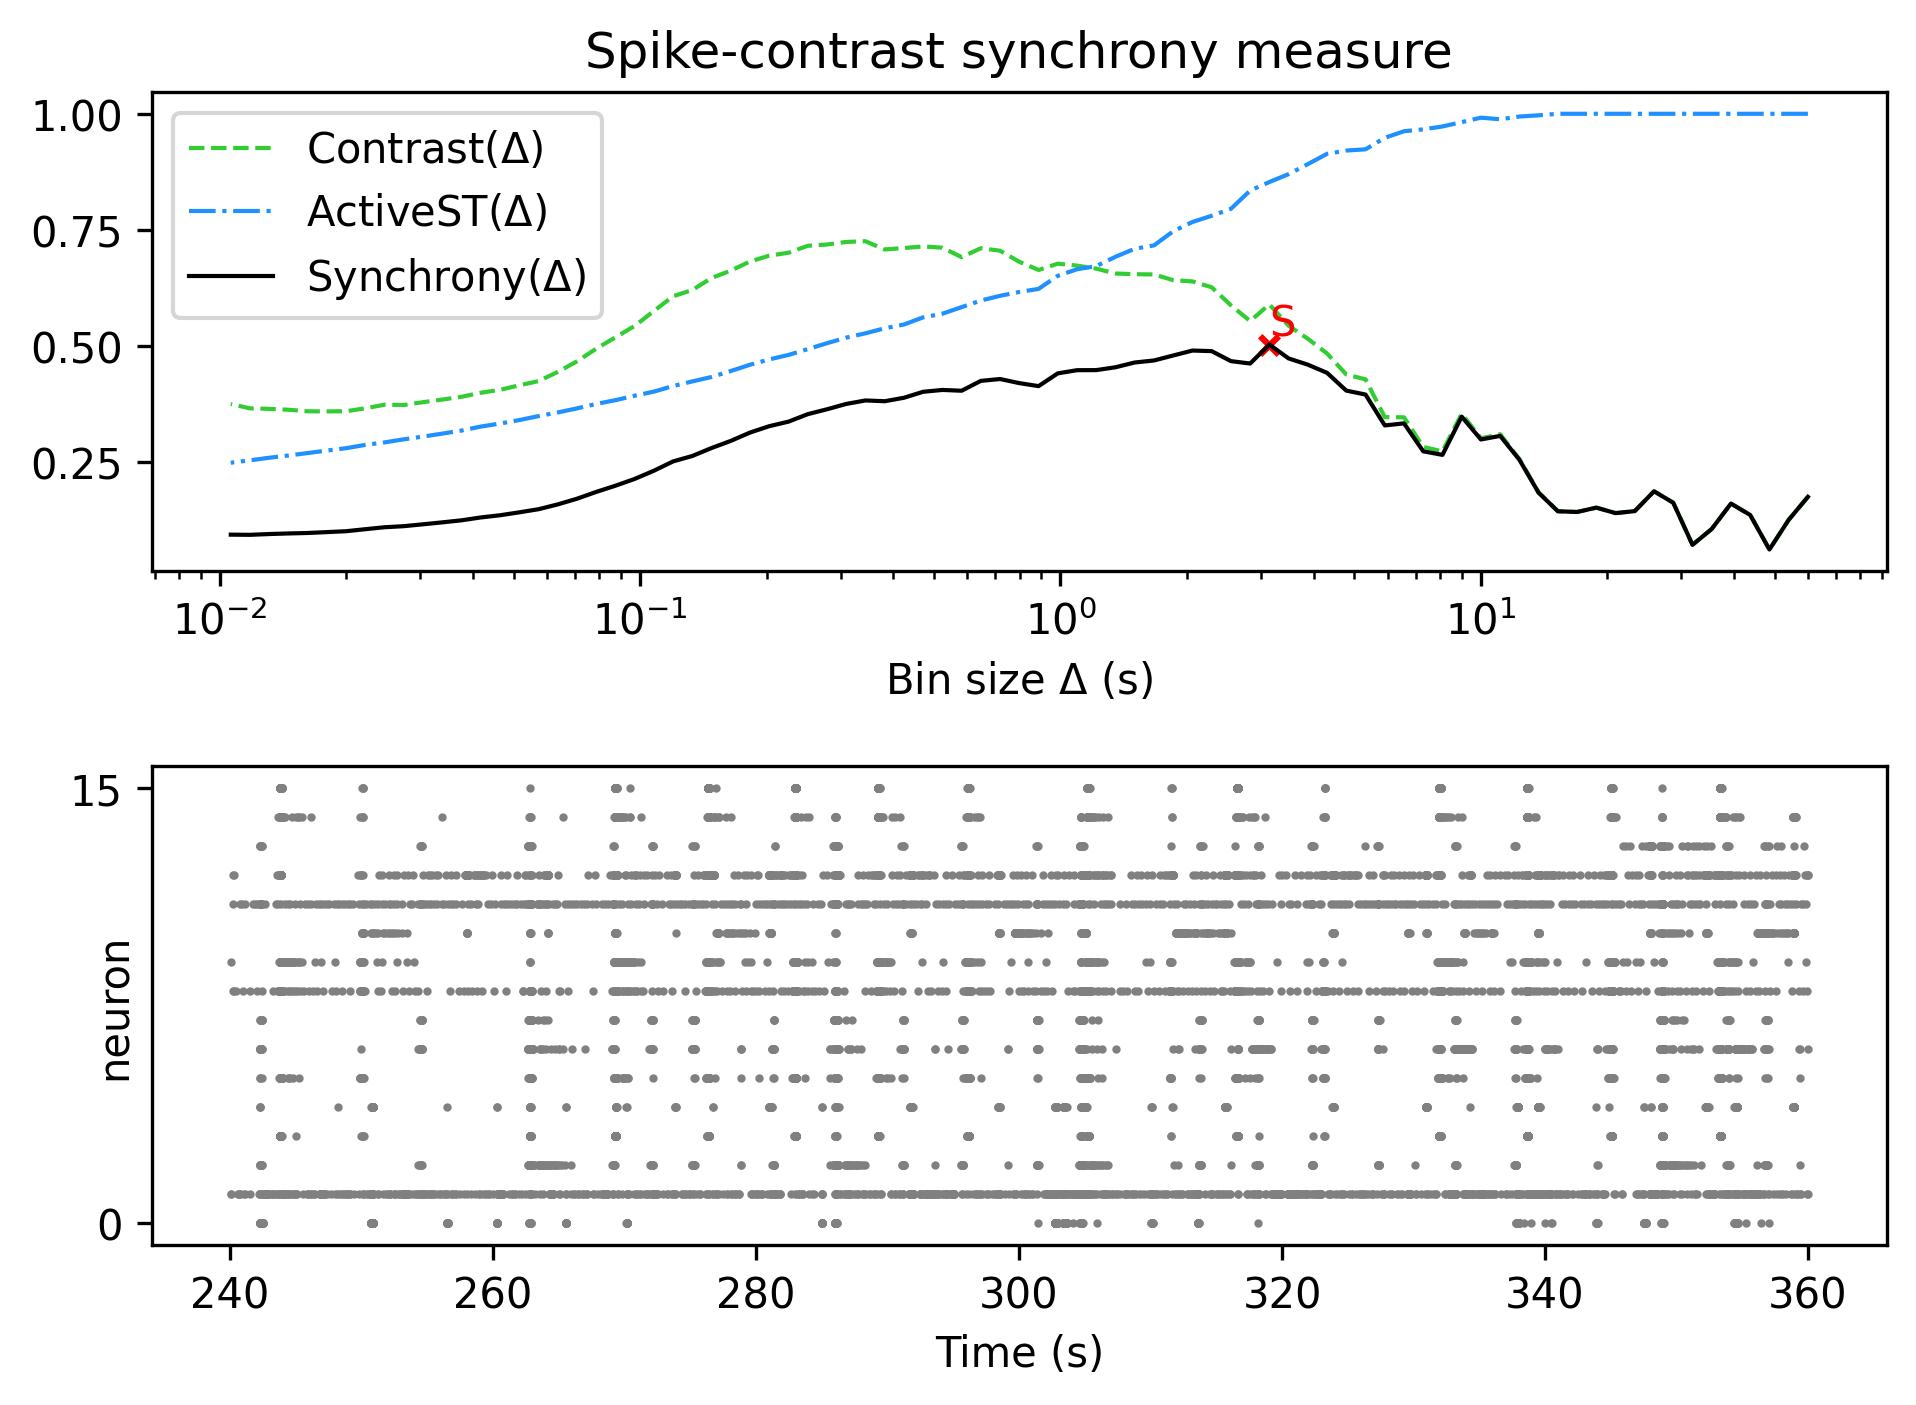 Spike-contrast synchrony measure
1.00
0.75
0.50
0.25
Contrast(Δ)
ActiveST(Δ)
Synchrony(Δ)
S
10⁻² 10⁻¹ 10⁰ 10¹
Bin size Δ (s)
15
0
neuron
240 260 280 300 320 340 360
Time (s)